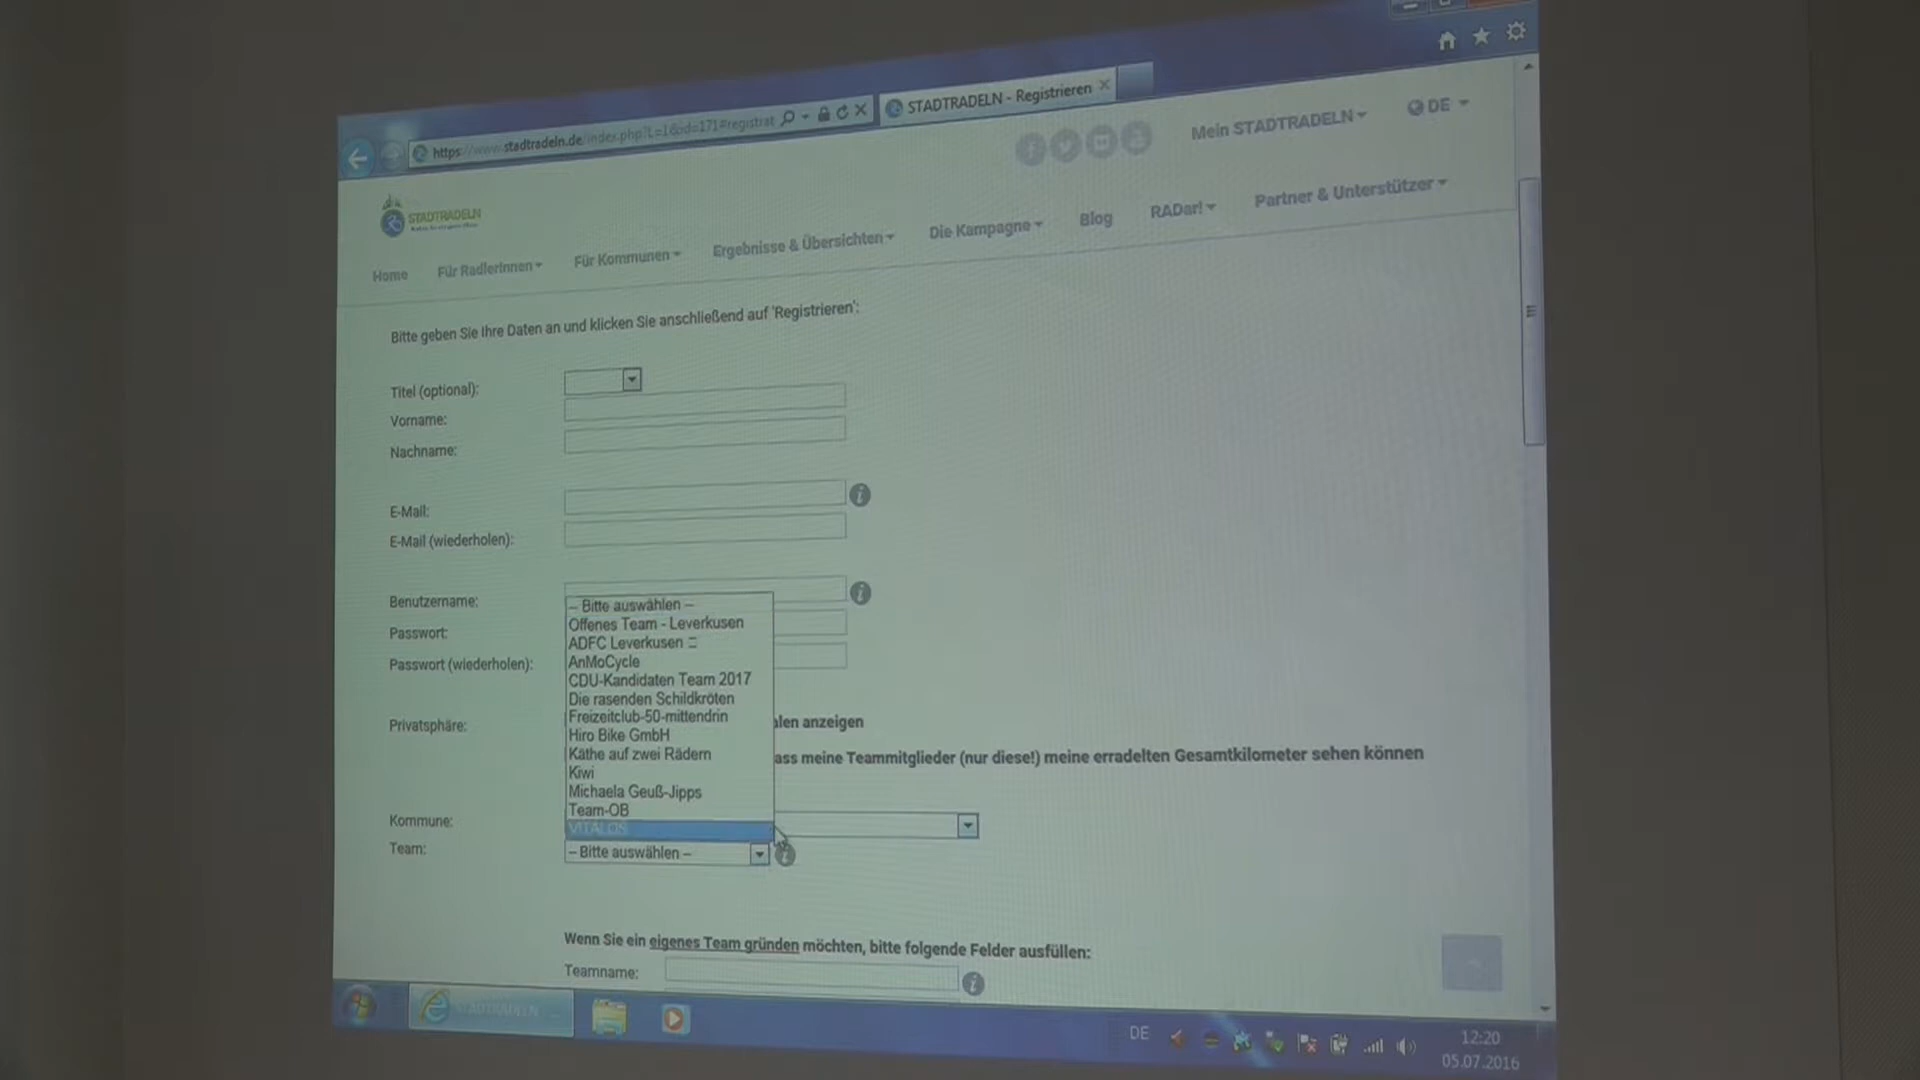 https://www.stadtradeln.de/index.php?L=1&id=171#registrat
STADTRADELN - Registrieren
Mein STADTRADELN
DE
STADTRADELN
Home
Für RadlerInnen
Für Kommunen
Ergebnisse & Übersichten
Die Kampagne
Blog
RADar!
Partner & Unterstützer
Bitte geben Sie Ihre Daten an und klicken Sie anschließend auf 'Registrieren':
Titel (optional):
Vorname:
Nachname:
E-Mail:
E-Mail (wiederholen):
Benutzername:
Passwort:
Passwort (wiederholen):
-- Bitte auswählen --
Offenes Team - Leverkusen
ADFC Leverkusen
AnMoCycle
CDU-Kandidaten Team 2017
Die rasenden Schildkröten
Freizeitclub-50-mittendrin
Hiro Bike GmbH
Käthe auf zwei Rädern
Kiwi
Michaela Geuß-Jipps
Team-OB
VITALOS
Privatsphäre:
alen anzeigen
ass meine Teammitglieder (nur diese!) meine erradelten Gesamtkilometer sehen können
Kommune:
Team:
-- Bitte auswählen --
Wenn Sie ein eigenes Team gründen möchten, bitte folgende Felder ausfüllen:
Teamname:
STADTRADELN
DE
12:20
05.07.2016